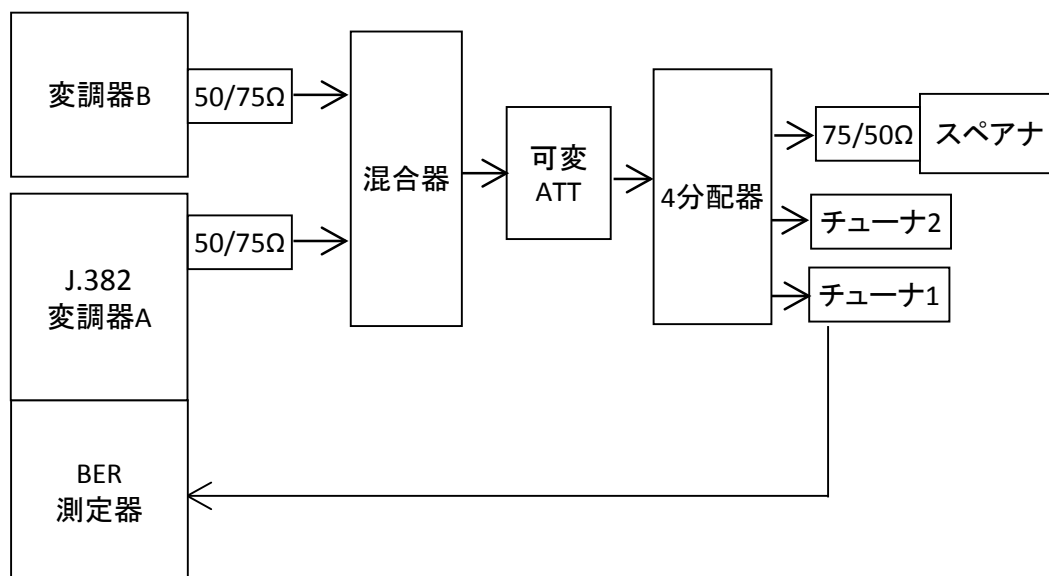 変調器B
50/75Ω
混合器
可変
ATT
4分配器
75/50Ω
スペアナ
チューナ2
チューナ1
J.382
変調器A
50/75Ω
BER
測定器